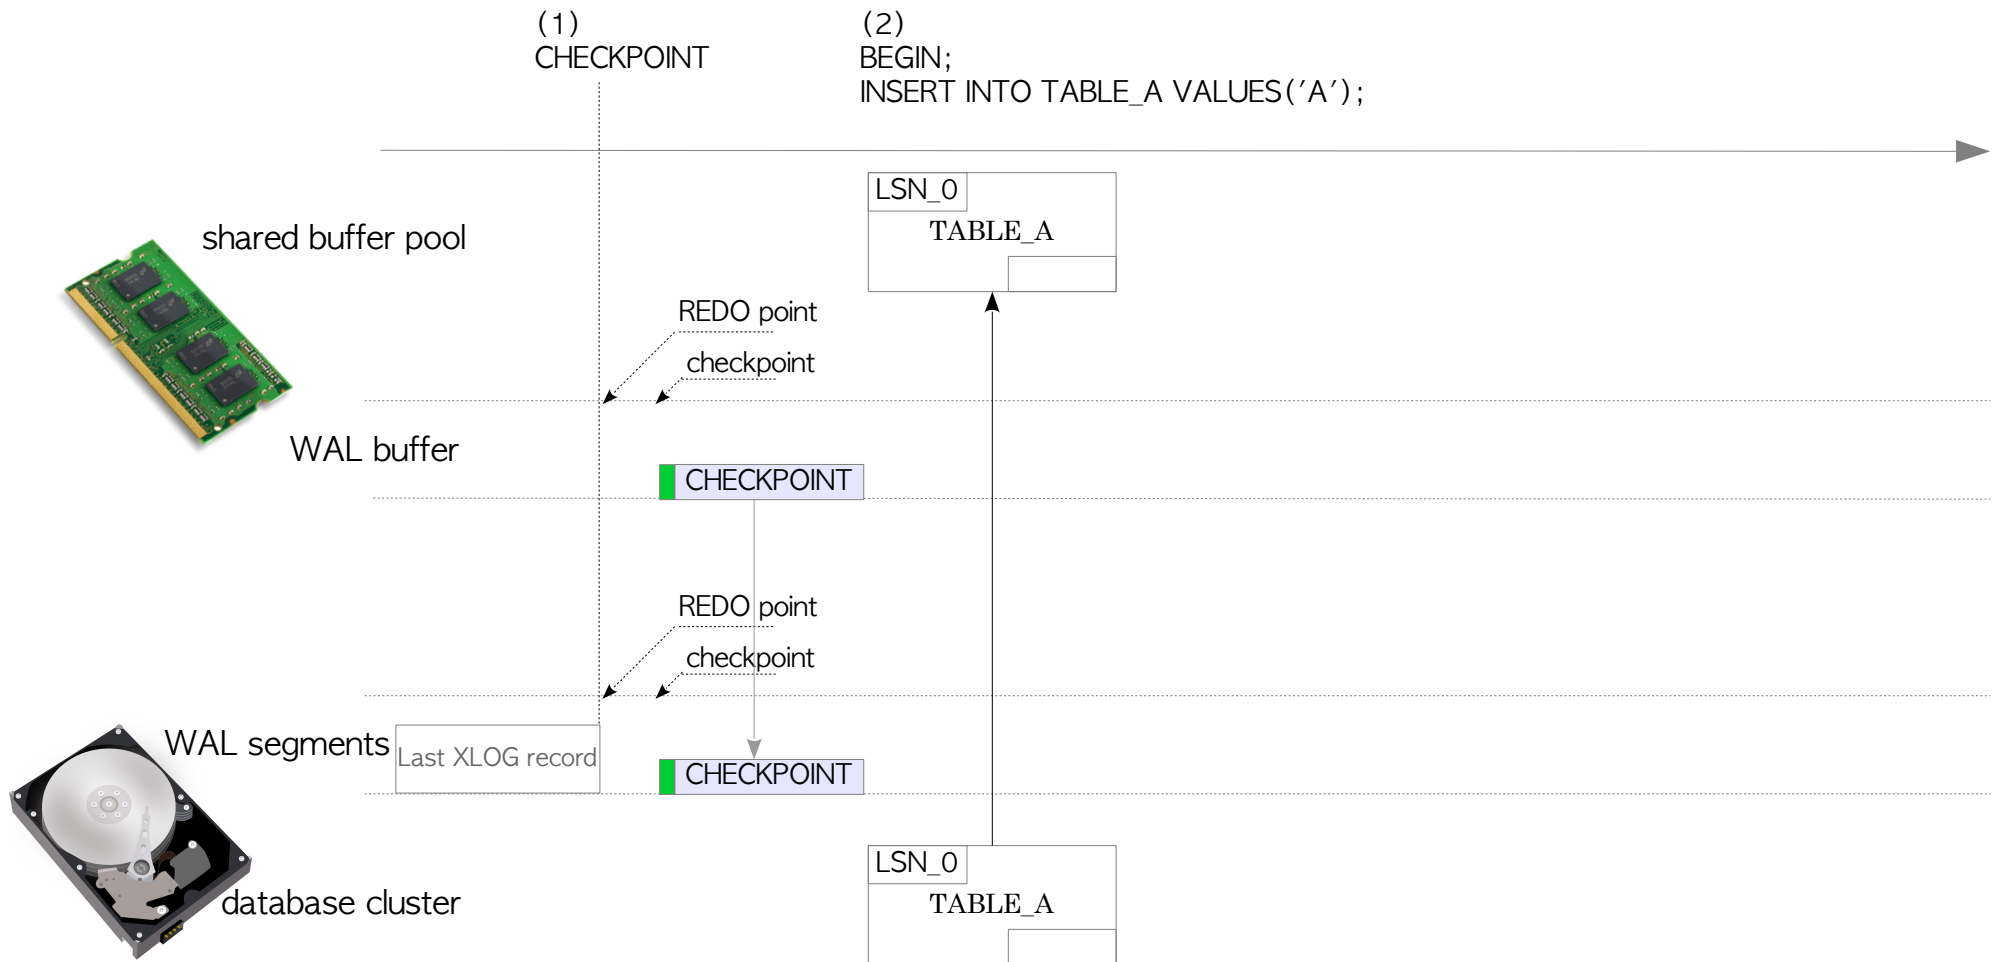 (1)
CHECKPOINT
(2)
BEGIN;
INSERT INTO TABLE_A VALUES('A');
LSN_0
TABLE_A
shared buffer pool
REDO point
checkpoint
WAL buffer
CHECKPOINT
REDO point
checkpoint
WAL segments
Last XLOG record
CHECKPOINT
LSN_0
TABLE_A
database cluster